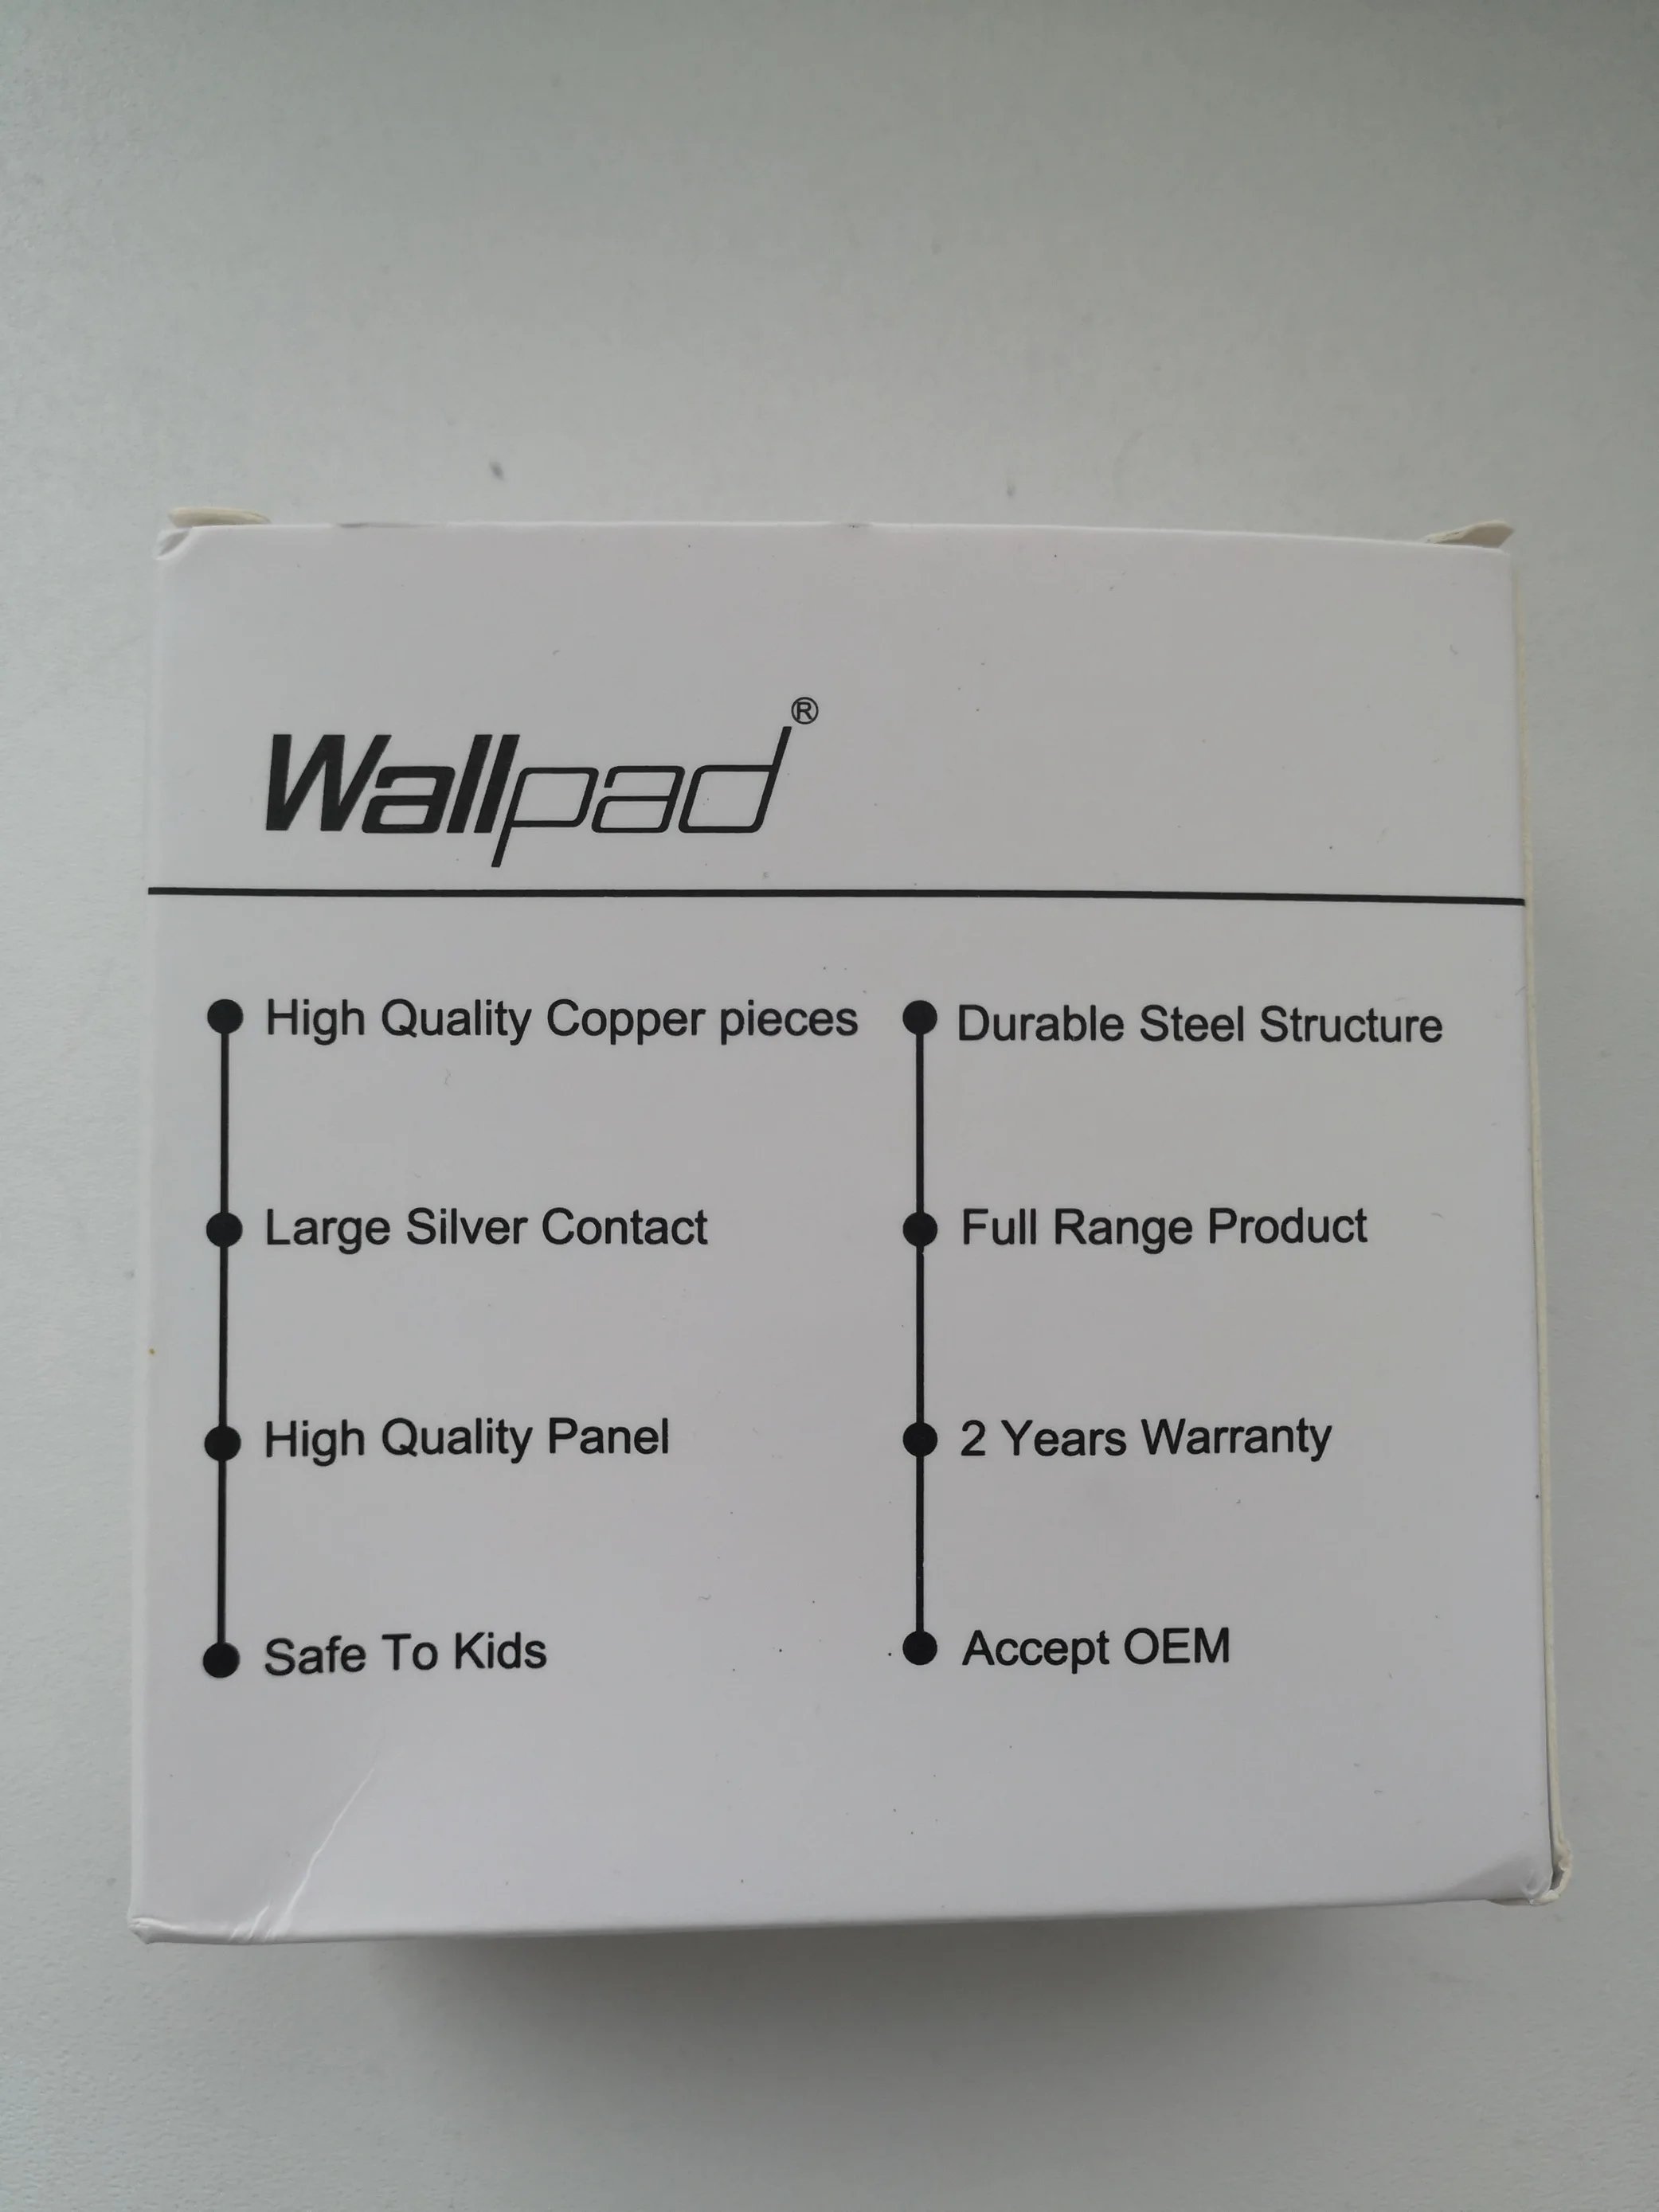 Wallpad®
High Quality Copper pieces
Large Silver Contact
High Quality Panel
Safe To Kids
Durable Steel Structure
Full Range Product
2 Years Warranty
Accept OEM